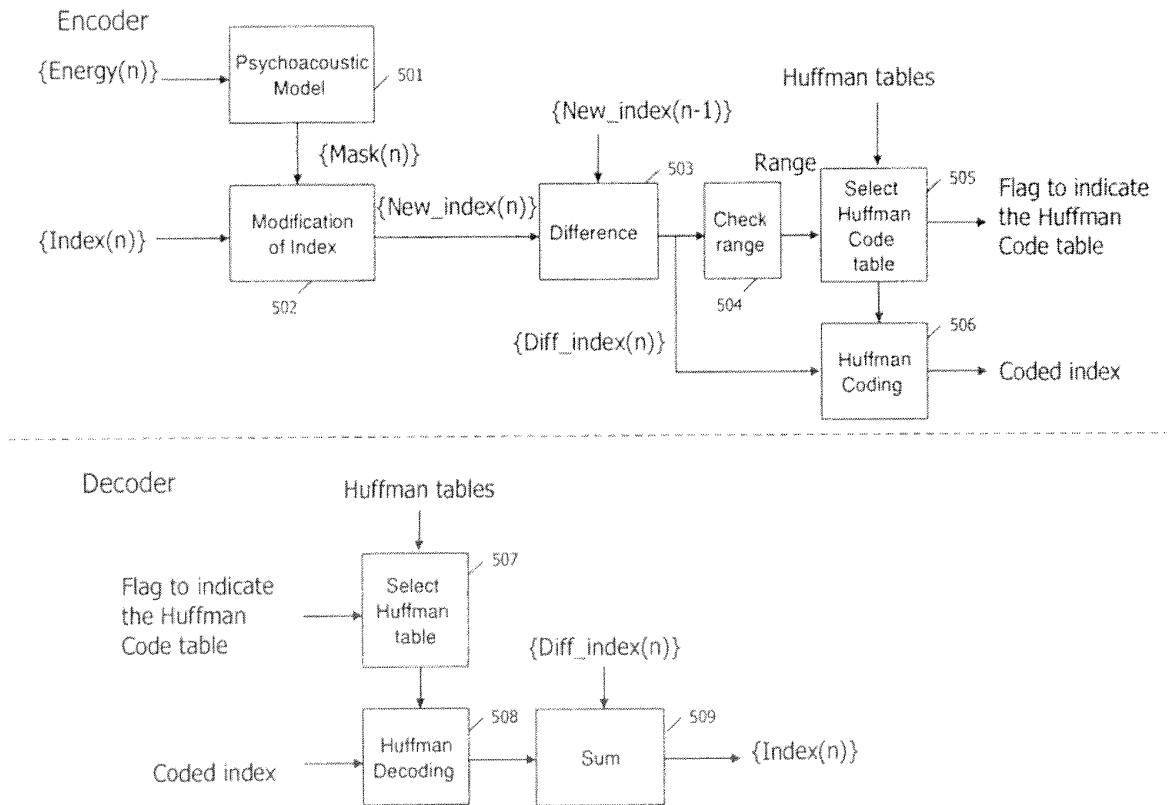 Encoder
{Energy(n)}
Psychoacoustic
Model
501
{Mask(n)}
{Index(n)}
Modification
of Index
502
{New_index(n)}
{New_index(n-1)}
503
Difference
{Diff_index(n)}
Check
range
504
Range
Huffman tables
Select
Huffman
Code
table
505
Flag to indicate
the Huffman
Code table
Huffman
Coding
506
Coded index
Decoder
Huffman tables
Flag to indicate
the Huffman
Code table
Select
Huffman
table
507
Coded index
Huffman
Decoding
508
{Diff_index(n)}
Sum
509
{Index(n)}